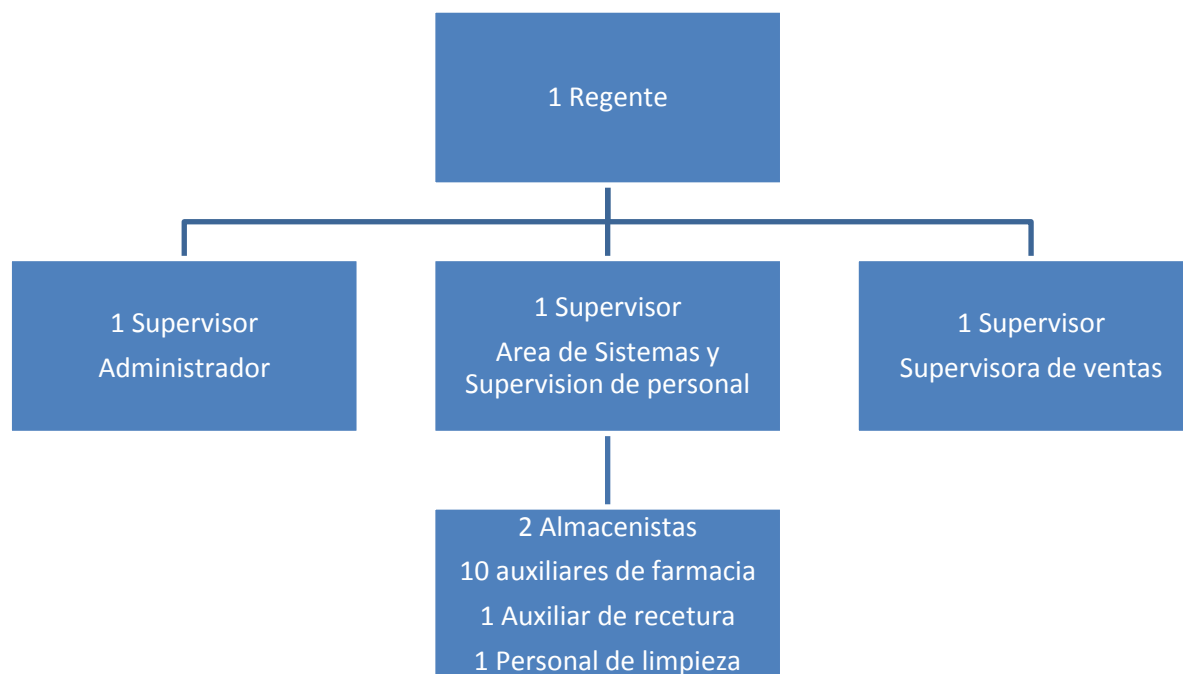 1 Regente
1 Supervisor
Administrador
1 Supervisor
Area de Sistemas y
Supervision de personal
1 Supervisor
Supervisora de ventas
2 Almacenistas
10 auxiliares de farmacia
1 Auxiliar de recetura
1 Personal de limpieza